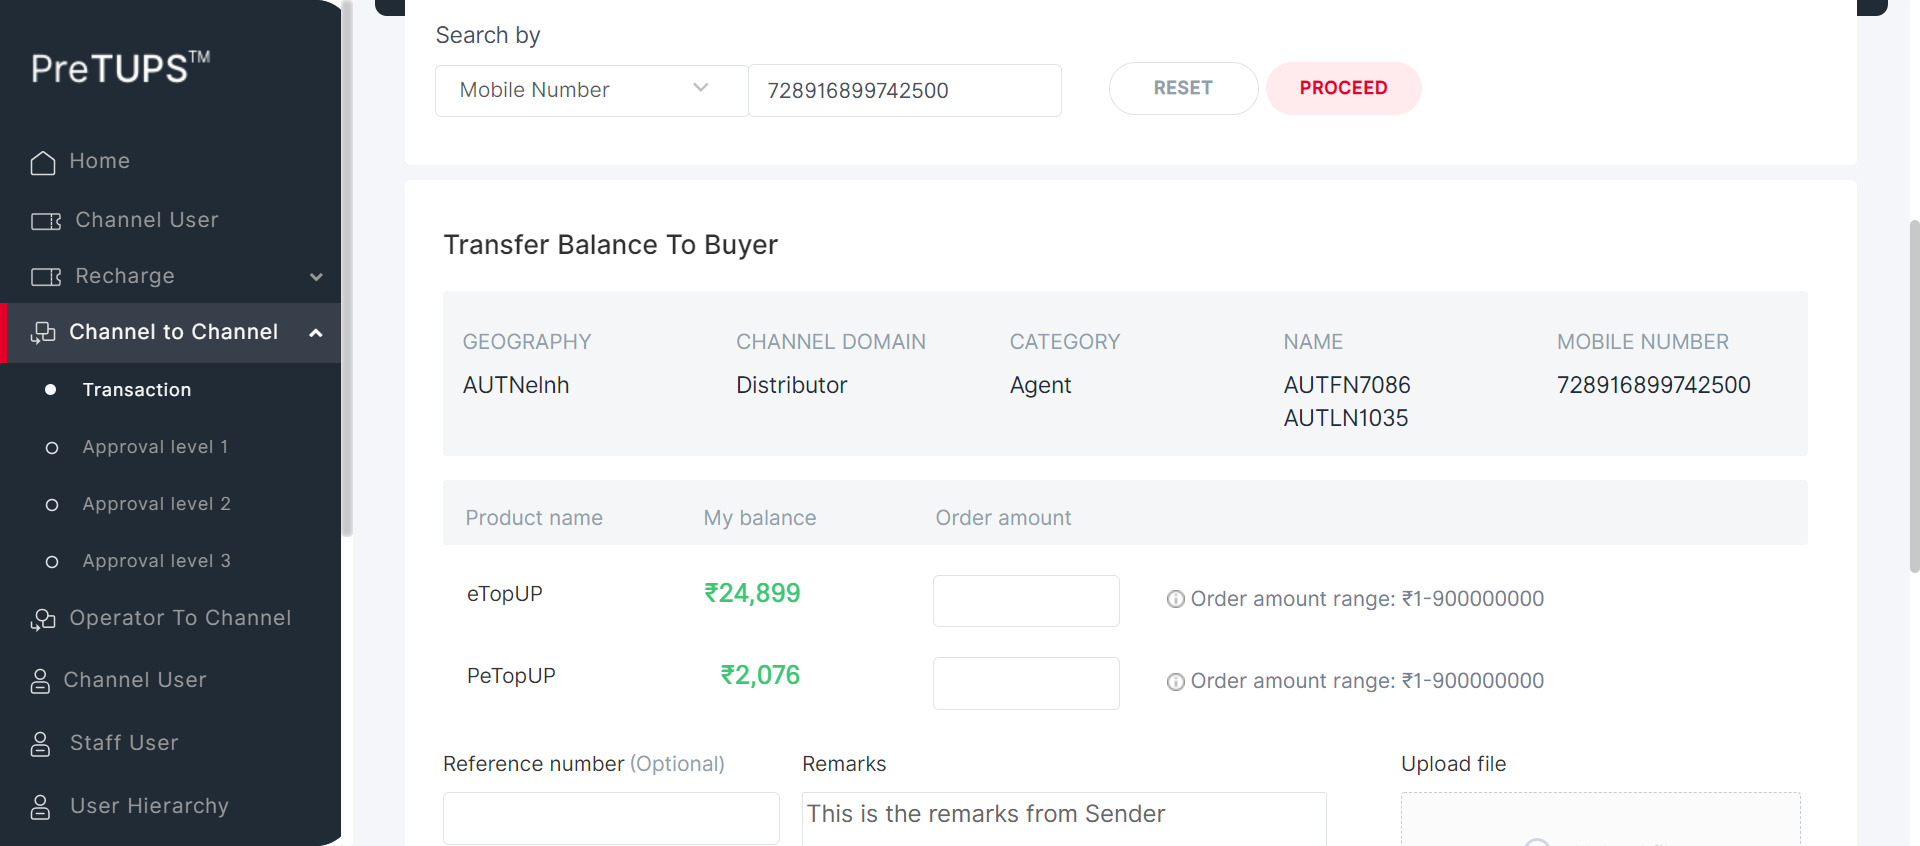 PreTUPS™
Home
Channel User
Recharge
Channel to Channel
Transaction
Approval level 1
Approval level 2
Approval level 3
Operator To Channel
Channel User
Staff User
User Hierarchy
Search by
Mobile Number 728916899742500 RESET PROCEED
Transfer Balance To Buyer
GEOGRAPHY CHANNEL DOMAIN CATEGORY NAME MOBILE NUMBER
AUTNelnh Distributor Agent AUTFN7086 728916899742500
AUTLN1035
Product name My balance Order amount
eTopUP ₹24,899 Order amount range: ₹1-900000000
PeTopUP ₹2,076 Order amount range: ₹1-900000000
Reference number (Optional) Remarks Upload file
This is the remarks from Sender